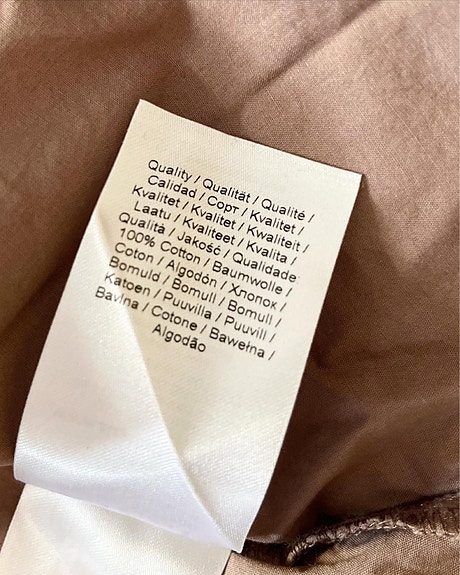 Quality / Qualität / Qualité /
Calidad / Сорт / Kvalitet /
Kvalitet / Kvalitet / Kwaliteit /
Laatu / Kvaliteet / Kvalita /
Qualità / Jakość / Qualidade:
100% Cotton / Baumwolle /
Coton / Algodón / Хлопок /
Bomuld / Bomull / Bomull /
Katoen / Puuvilla / Puuvill /
Bavlna / Cotone / Bawełna /
Algodão